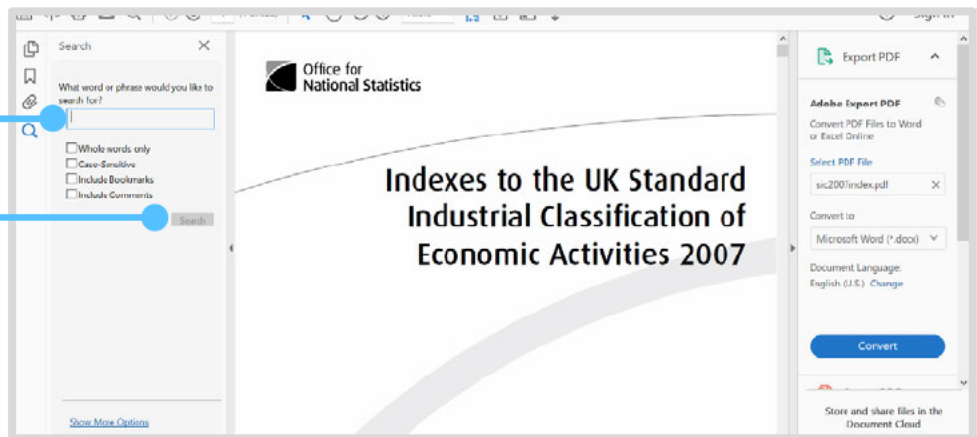 Sign In
Search
What word or phrase would you like to
search for?
Whole words only
Case-Sensitive
Include Bookmarks
Include Comments
Search
Show More Options
Office for
National Statistics
Indexes to the UK Standard
Industrial Classification of
Economic Activities 2007
Export PDF
Adobe Export PDF
Convert PDF Files to Word
or Excel Online
Select PDF File
sic2007index.pdf
Convert to
Microsoft Word (*.docx)
Document Language:
English (U.S.) Change
Convert
Store and share files in the
Document Cloud